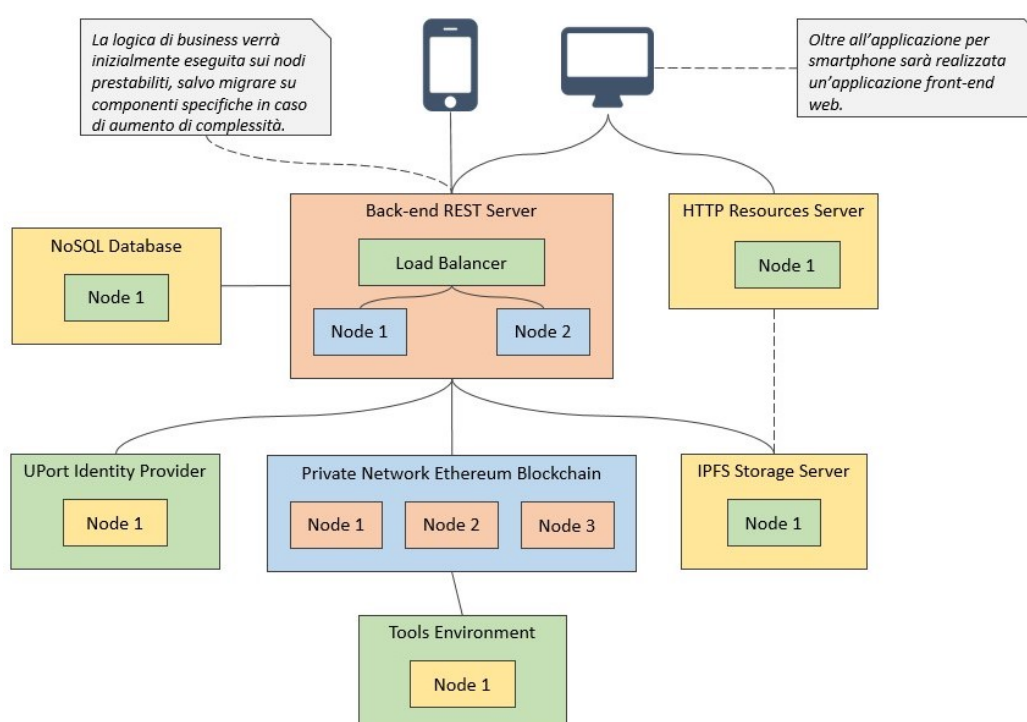 La logica di business verrà
inizialmente eseguita sui nodi
prestabiliti, salvo migrare su
componenti specifiche in caso
di aumento di complessità.
Oltre all'applicazione per
smartphone sarà realizzata
un'applicazione front-end
web.
Back-end REST Server
Load Balancer
Node 1
Node 2
HTTP Resources Server
Node 1
NoSQL Database
Node 1
UPort Identity Provider
Node 1
Private Network Ethereum Blockchain
Node 1
Node 2
Node 3
IPFS Storage Server
Node 1
Tools Environment
Node 1